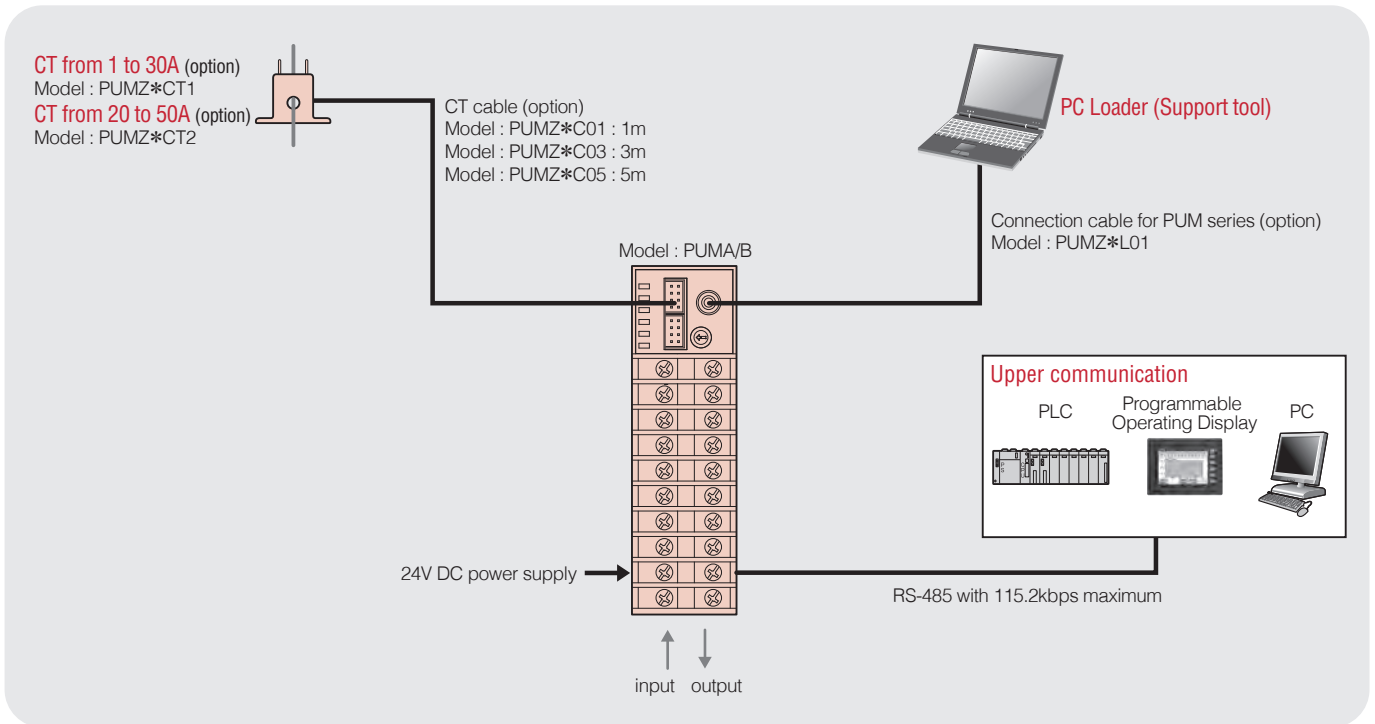 CT from 1 to 30A (option)
Model : PUMZ*CT1
CT from 20 to 50A (option)
Model : PUMZ*CT2
CT cable (option)
Model : PUMZ*C01 : 1m
Model : PUMZ*C03 : 3m
Model : PUMZ*C05 : 5m
PC Loader (Support tool)
Connection cable for PUM series (option)
Model : PUMZ*L01
Model : PUMA/B
Upper communication
PLC
Programmable
Operating Display
PC
24V DC power supply
RS-485 with 115.2kbps maximum
input
output